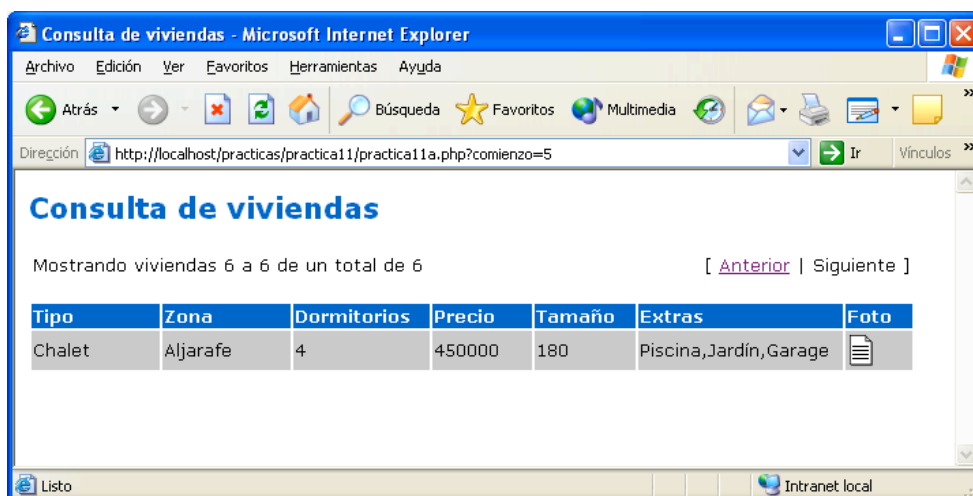 Consulta de viviendas - Microsoft Internet Explorer
Archivo Edición Ver Favoritos Herramientas Ayuda
Atrás Búsqueda Favoritos Multimedia »
Dirección http://localhost/practicas/practica11/practica11a.php?comienzo=5 Ir Vínculos »
Consulta de viviendas
Mostrando viviendas 6 a 6 de un total de 6 [ Anterior | Siguiente ]
Tipo Zona Dormitorios Precio Tamaño Extras Foto
Chalet Aljarafe 4 450000 180 Piscina,Jardín,Garage
Listo Intranet local